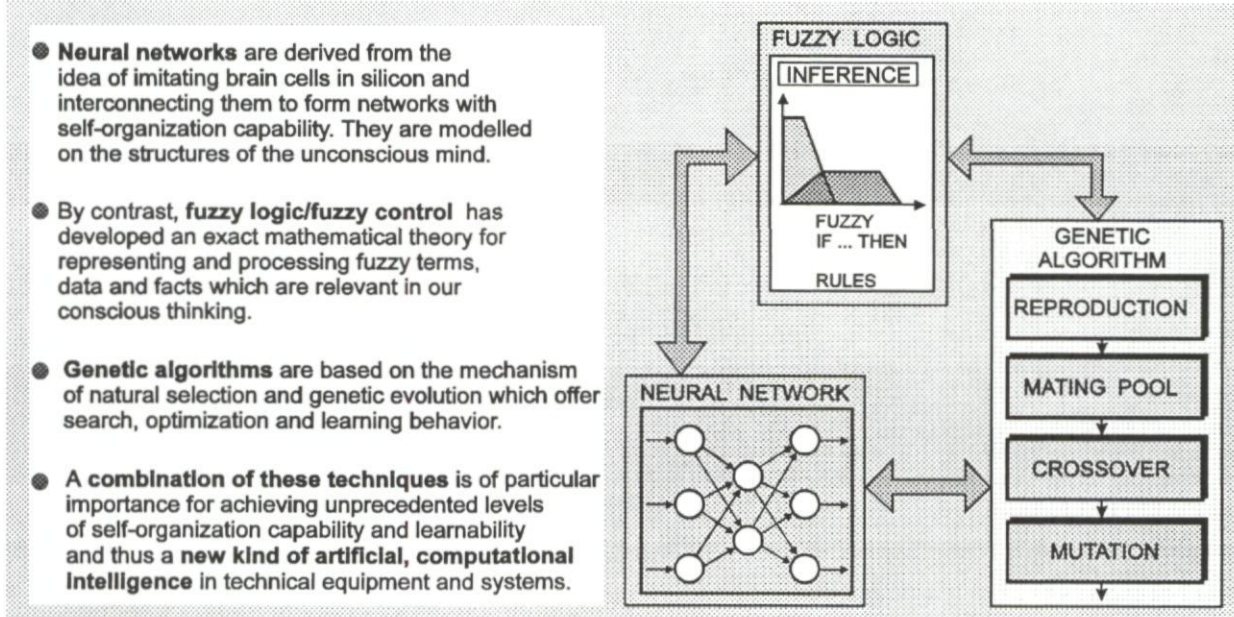 Neural networks are derived from the
idea of imitating brain cells in silicon and
interconnecting them to form networks with
self-organization capability. They are modelled
on the structures of the unconscious mind.
By contrast, fuzzy logic/fuzzy control has
developed an exact mathematical theory for
representing and processing fuzzy terms,
data and facts which are relevant in our
conscious thinking.
Genetic algorithms are based on the mechanism
of natural selection and genetic evolution which offer
search, optimization and learning behavior.
A combination of these techniques is of particular
importance for achieving unprecedented levels
of self-organization capability and learnability
and thus a new kind of artificial, computational
intelligence in technical equipment and systems.
FUZZY LOGIC
INFERENCE
FUZZY
IF ... THEN
RULES
NEURAL NETWORK
GENETIC
ALGORITHM
REPRODUCTION
MATING POOL
CROSSOVER
MUTATION